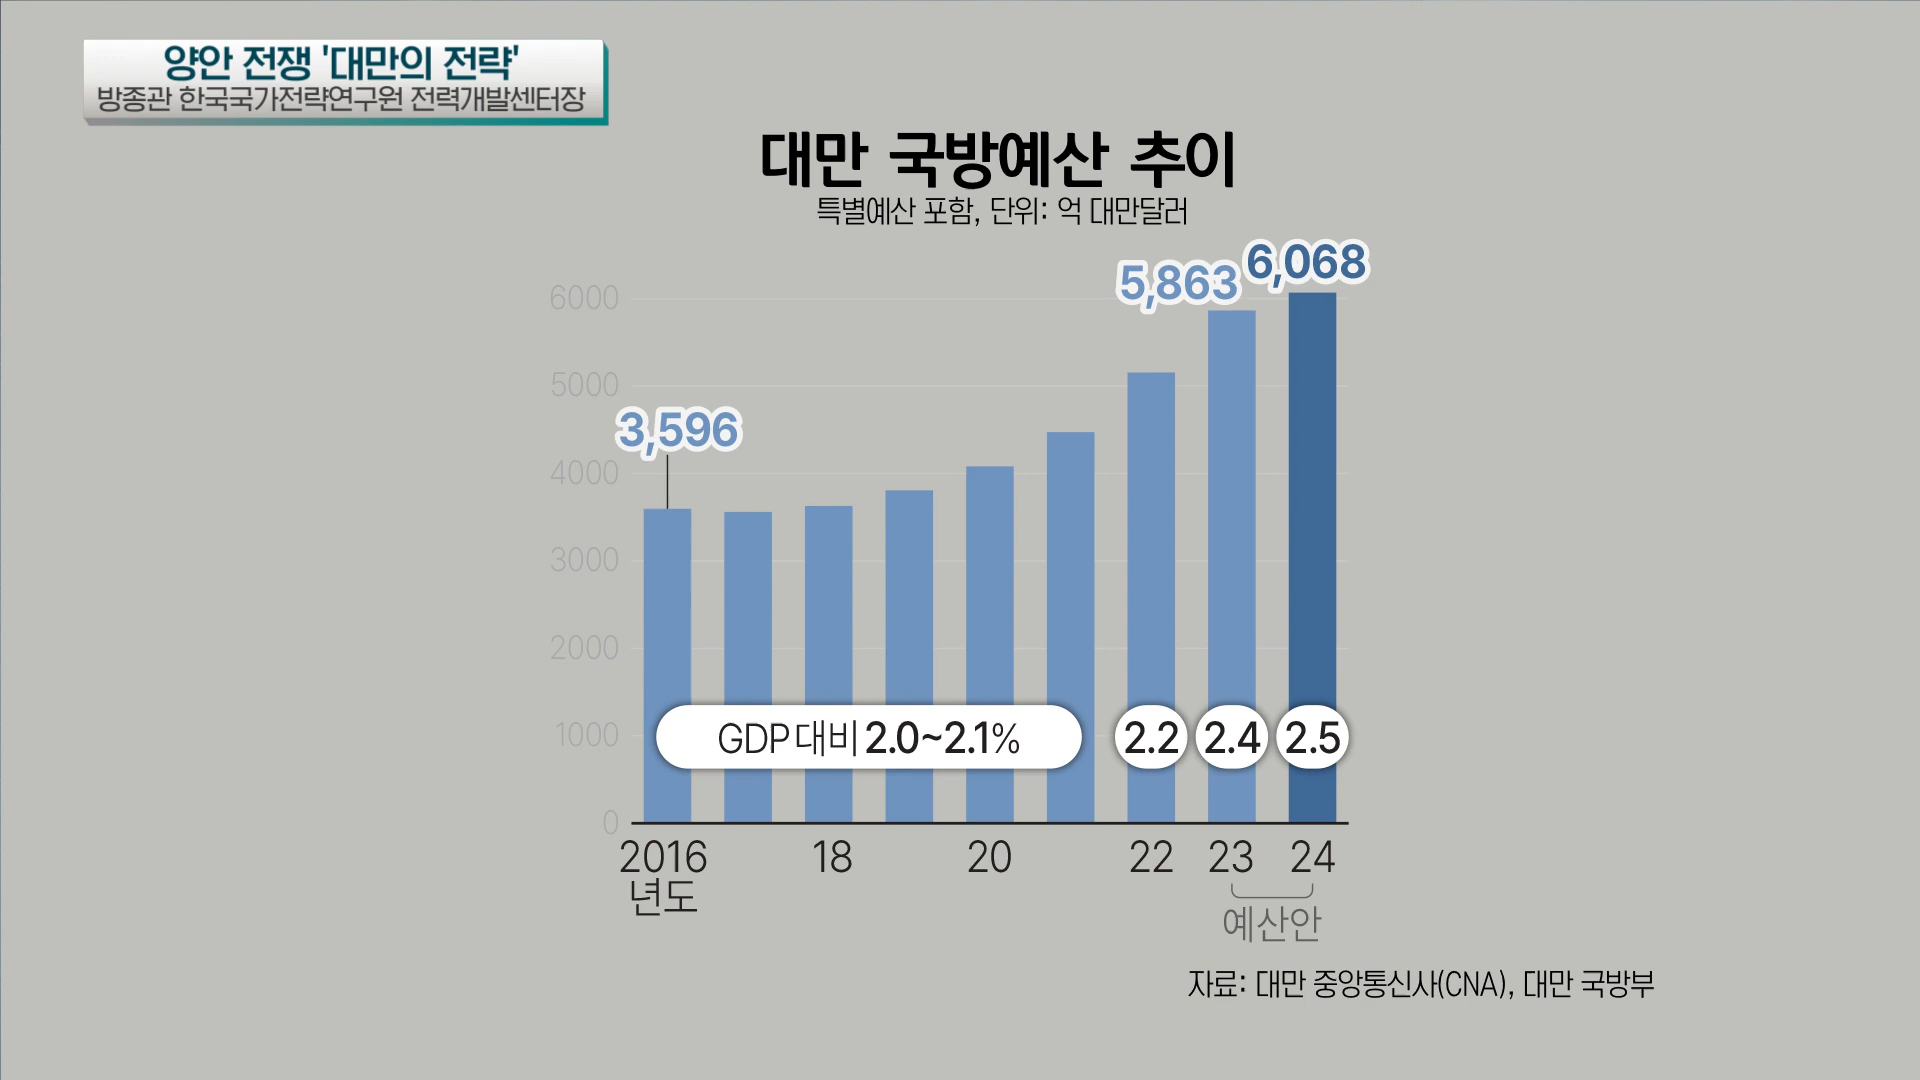 양안 전쟁 '대만의 전략'
방종관 한국국가전략연구원 전력개발센터장
대만 국방예산 추이
특별예산 포함, 단위: 억 대만달러
6,068
5,863
6000
5000
3,596
4000
3000
2000
1000
GDP 대비 2.0~2.1% 2.2 2.4 2.5
0
2016 18 20 22 23 24
년도
예산안
자료: 대만 중앙통신사(CNA), 대만 국방부